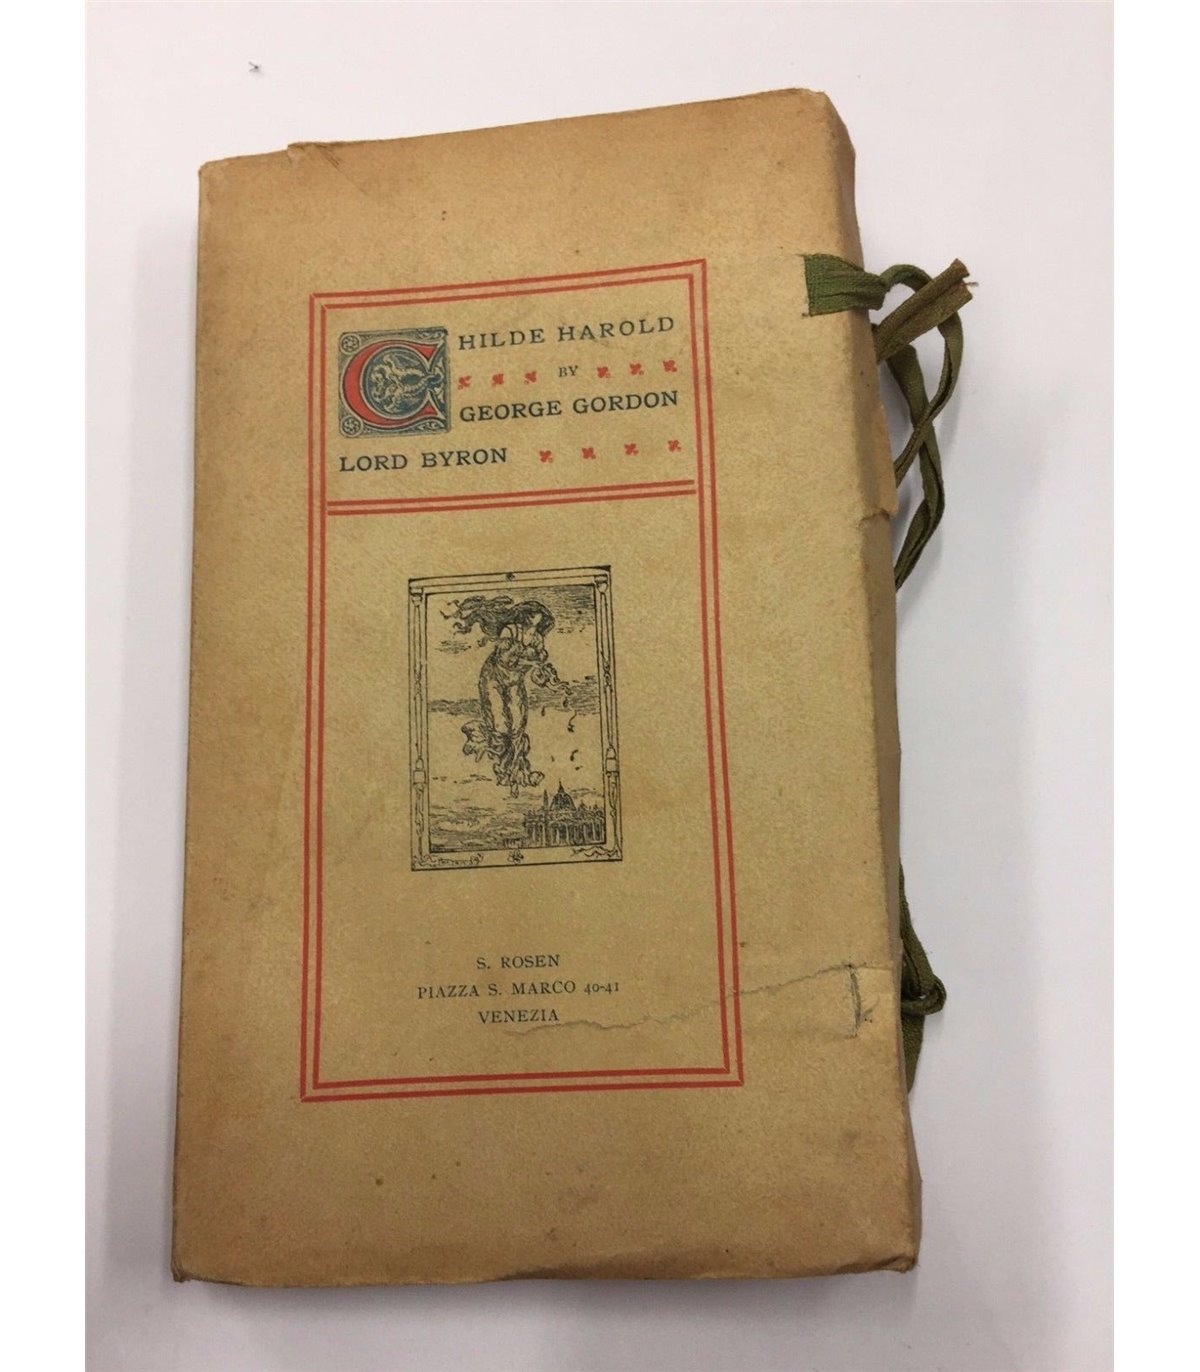 CHILDE HAROLD
BY
GEORGE GORDON
LORD BYRON
S. ROSEN
PIAZZA S. MARCO 40-41
VENEZIA